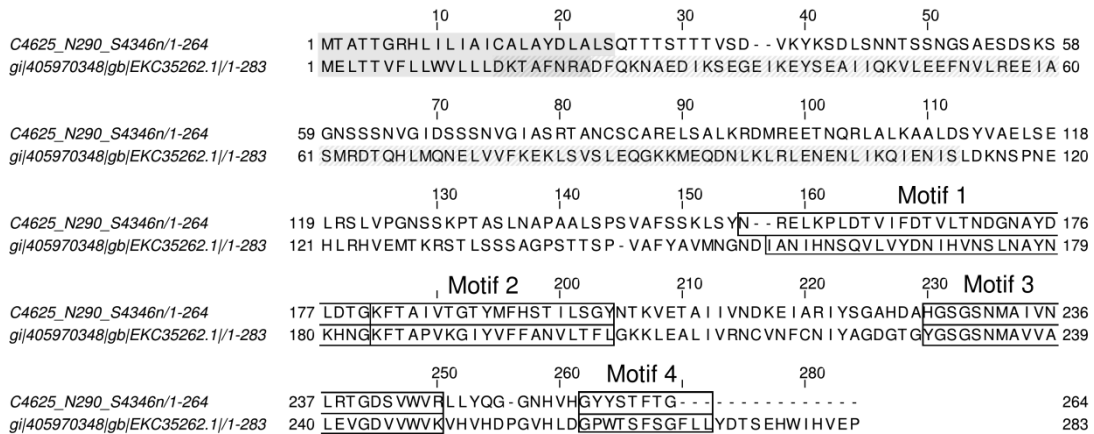 10 20 30 40 50
C4625_N290_S4346n/1-264 1 MTATTGRHLILIAICALAYDLALSQTTTSTTTVSD--VKYKSDLSNNTSSNGSAESDSKS 58
gi|405970348|gb|EKC35262.1|/1-283 1 MELTTVFLLWVLLLDKTAFNRADFQKNAEDIKSEGEIKEYSEAIIQKVLEEFNVLREEIA 60
70 80 90 100 110
C4625_N290_S4346n/1-264 59 GNSSSNVGIDSSSNVGIASRTANCSCARELSALKRDMREETNQRLALKAALDSYVAELSE 118
gi|405970348|gb|EKC35262.1|/1-283 61 SMRDTQHLMQNELVVFKEKLSVSLEQGKKMEQDNLKLRLENENLIKQIENISLDKNSPNE 120
130 140 150 160 Motif 1
C4625_N290_S4346n/1-264 119 LRSLVPGNSSKPTASLNAPAALSPSVAFSSKLSYN--RELKPLDTVIFDTVLTNDGNAYD 176
gi|405970348|gb|EKC35262.1|/1-283 121 HLRHVEMTKRSTLSSSAGPSTTSP-VAFYAVMNGNDIANIHNSQVLVYDNIHVNSLNAYN 179
Motif 2 200 210 220 230 Motif 3
C4625_N290_S4346n/1-264 177 LDTGKFTAIVTGTYMFHSTILSGYNTKVETAIIVNDKEIARIYSGAHDAHGSGSNMAIVN 236
gi|405970348|gb|EKC35262.1|/1-283 180 KHNGKFTAPVKGIYVFFANVLTFLGKKLEALIVRNCVNFCNIYAGDGTGYGSGSNMAVVA 239
250 260 Motif 4 280
C4625_N290_S4346n/1-264 237 LRTGDSVWVRLLYQG-GNHVHGYYSTFTG----------- 264
gi|405970348|gb|EKC35262.1|/1-283 240 LEVGDVVWVKVHVHDPGVHLDGPWTSFSGFLLYDTSEHWIHVEP 283